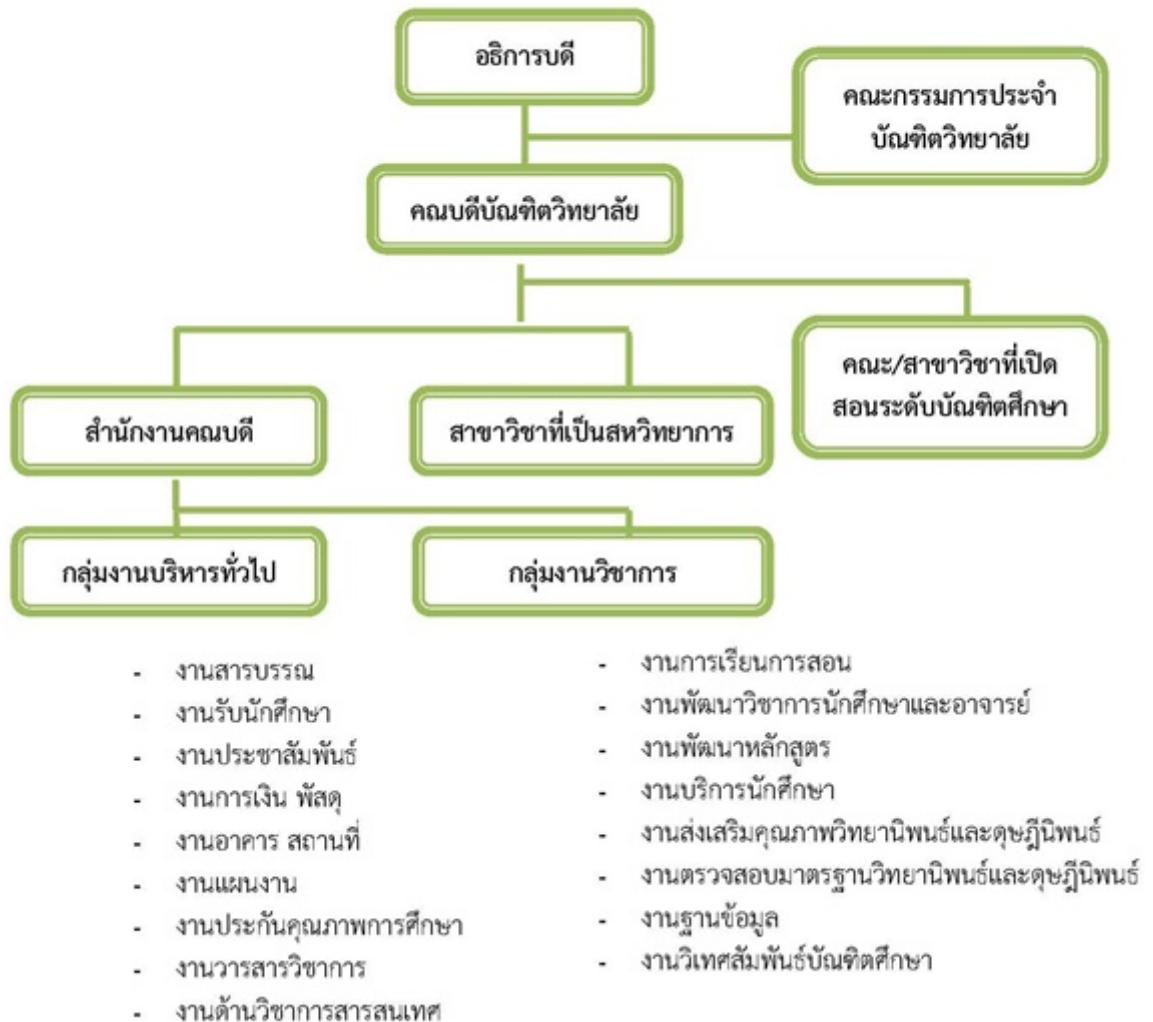 อธิการบดี
คณะกรรมการประจำ
บัณฑิตวิทยาลัย
คณบดีบัณฑิตวิทยาลัย
คณะ/สาขาวิชาที่เปิด
สอนระดับบัณฑิตศึกษา
สำนักงานคณบดี
สาขาวิชาที่เป็นสหวิทยาการ
กลุ่มงานบริหารทั่วไป
กลุ่มงานวิชาการ
- งานสารบรรณ
- งานรับนักศึกษา
- งานประชาสัมพันธ์
- งานการเงิน พัสดุ
- งานอาคาร สถานที่
- งานแผนงาน
- งานประกันคุณภาพการศึกษา
- งานวารสารวิชาการ
- งานด้านวิชาการสารสนเทศ
- งานการเรียนการสอน
- งานพัฒนาวิชาการนักศึกษาและอาจารย์
- งานพัฒนาหลักสูตร
- งานบริการนักศึกษา
- งานส่งเสริมคุณภาพวิทยานิพนธ์และดุษฎีนิพนธ์
- งานตรวจสอบมาตรฐานวิทยานิพนธ์และดุษฎีนิพนธ์
- งานฐานข้อมูล
- งานวิเทศสัมพันธ์บัณฑิตศึกษา